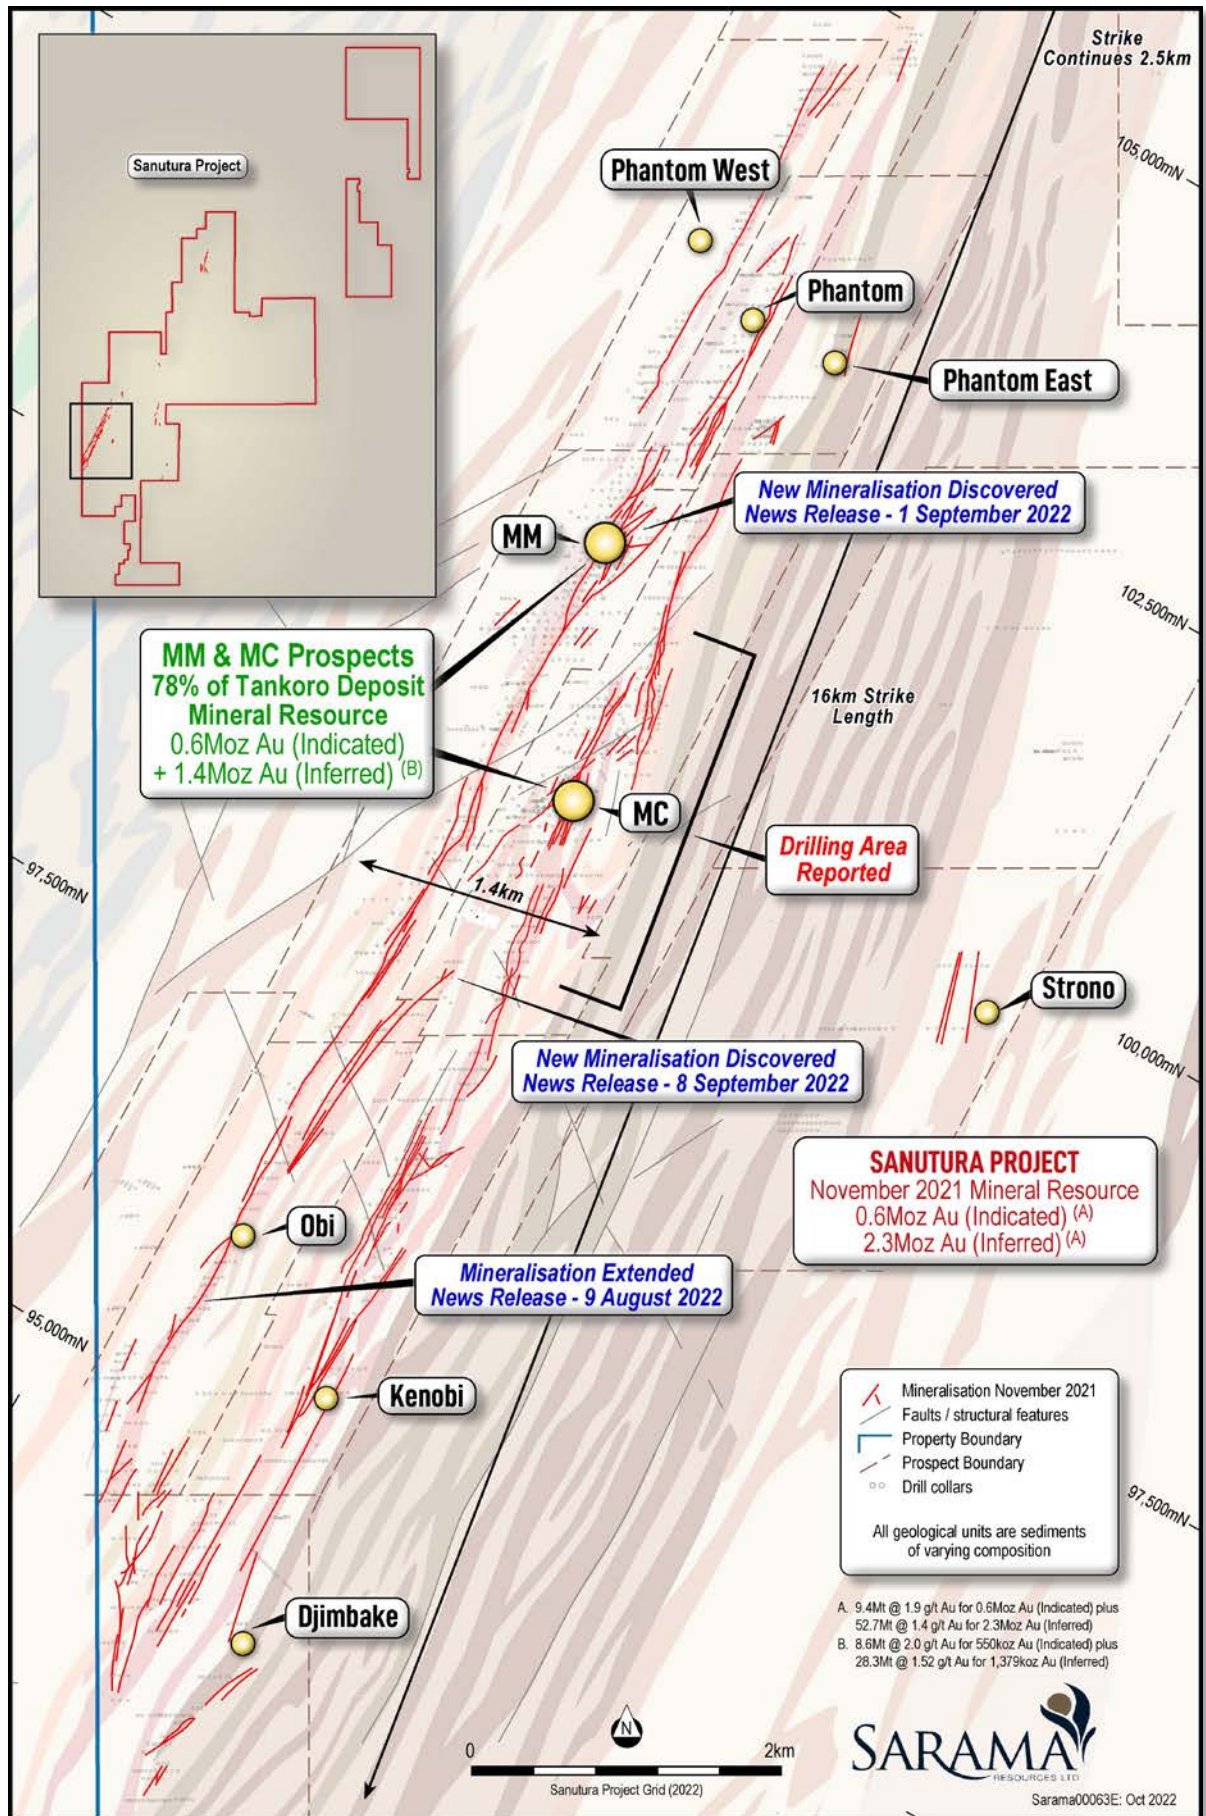 Strike
Continues 2.5km
Sanutura Project
105,000mN
Phantom West
Phantom
Phantom East
New Mineralisation Discovered
News Release - 1 September 2022
MM
102,500mN
MM & MC Prospects
78% of Tankoro Deposit
Mineral Resource
0.6Moz Au (Indicated)
+ 1.4Moz Au (Inferred) (B)
16km Strike
Length
MC
Drilling Area
Reported
97,500mN
1.4km
Strono
New Mineralisation Discovered
News Release - 8 September 2022
100,000mN
SANUTURA PROJECT
November 2021 Mineral Resource
0.6Moz Au (Indicated) (A)
2.3Moz Au (Inferred) (A)
Obi
Mineralisation Extended
News Release - 9 August 2022
95,000mN
Kenobi
Mineralisation November 2021
Faults / structural features
Property Boundary
Prospect Boundary
Drill collars
All geological units are sediments
of varying composition
97,500mN
Djimbake
A. 9.4Mt @ 1.9 g/t Au for 0.6Moz Au (Indicated) plus
52.7Mt @ 1.4 g/t Au for 2.3Moz Au (Inferred)
B. 8.6Mt @ 2.0 g/t Au for 550koz Au (Indicated) plus
28.3Mt @ 1.52 g/t Au for 1,379koz Au (Inferred)
N
0 2km
Sanutura Project Grid (2022)
SARAMA
RESOURCES LTD
Sarama00063E: Oct 2022